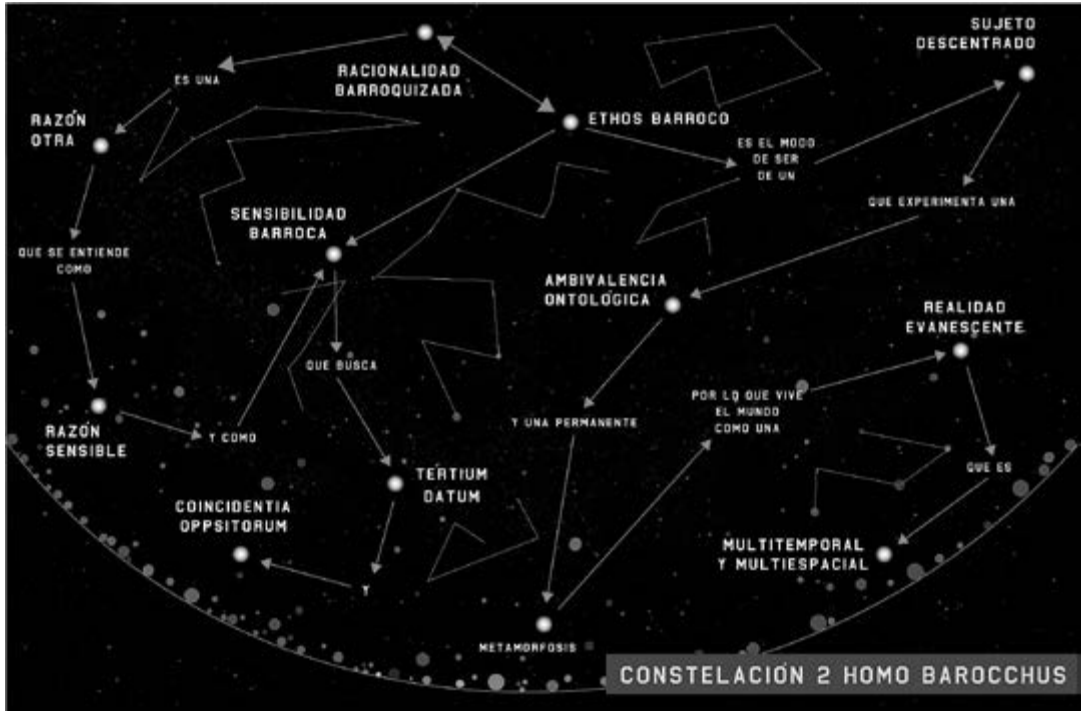 SUJETO
DESCENTRADO
RACIONALIDAD
BARROQUIZADA
ES UNA
RAZÓN
OTRA
ETHOS BARROCO
ES EL MODO
DE SER
DE UN
QUE EXPERIMENTA UNA
SENSIBILIDAD
BARROCA
QUE SE ENTIENDE
COMO
AMBIVALENCIA
ONTOLÓGICA
REALIDAD
EVANESCENTE
QUE BUSCA
POR LO QUE VIVE
EL MUNDO
COMO UNA
Y UNA PERMANENTE
RAZÓN
SENSIBLE
Y COMO
QUE ES
TERTIUM
DATUM
COINCIDENTIA
OPPSITORUM
MULTITEMPORAL
Y MULTIESPACIAL
Y
METAMORFOSIS
CONSTELACIÓN 2 HOMO BAROCCHUS